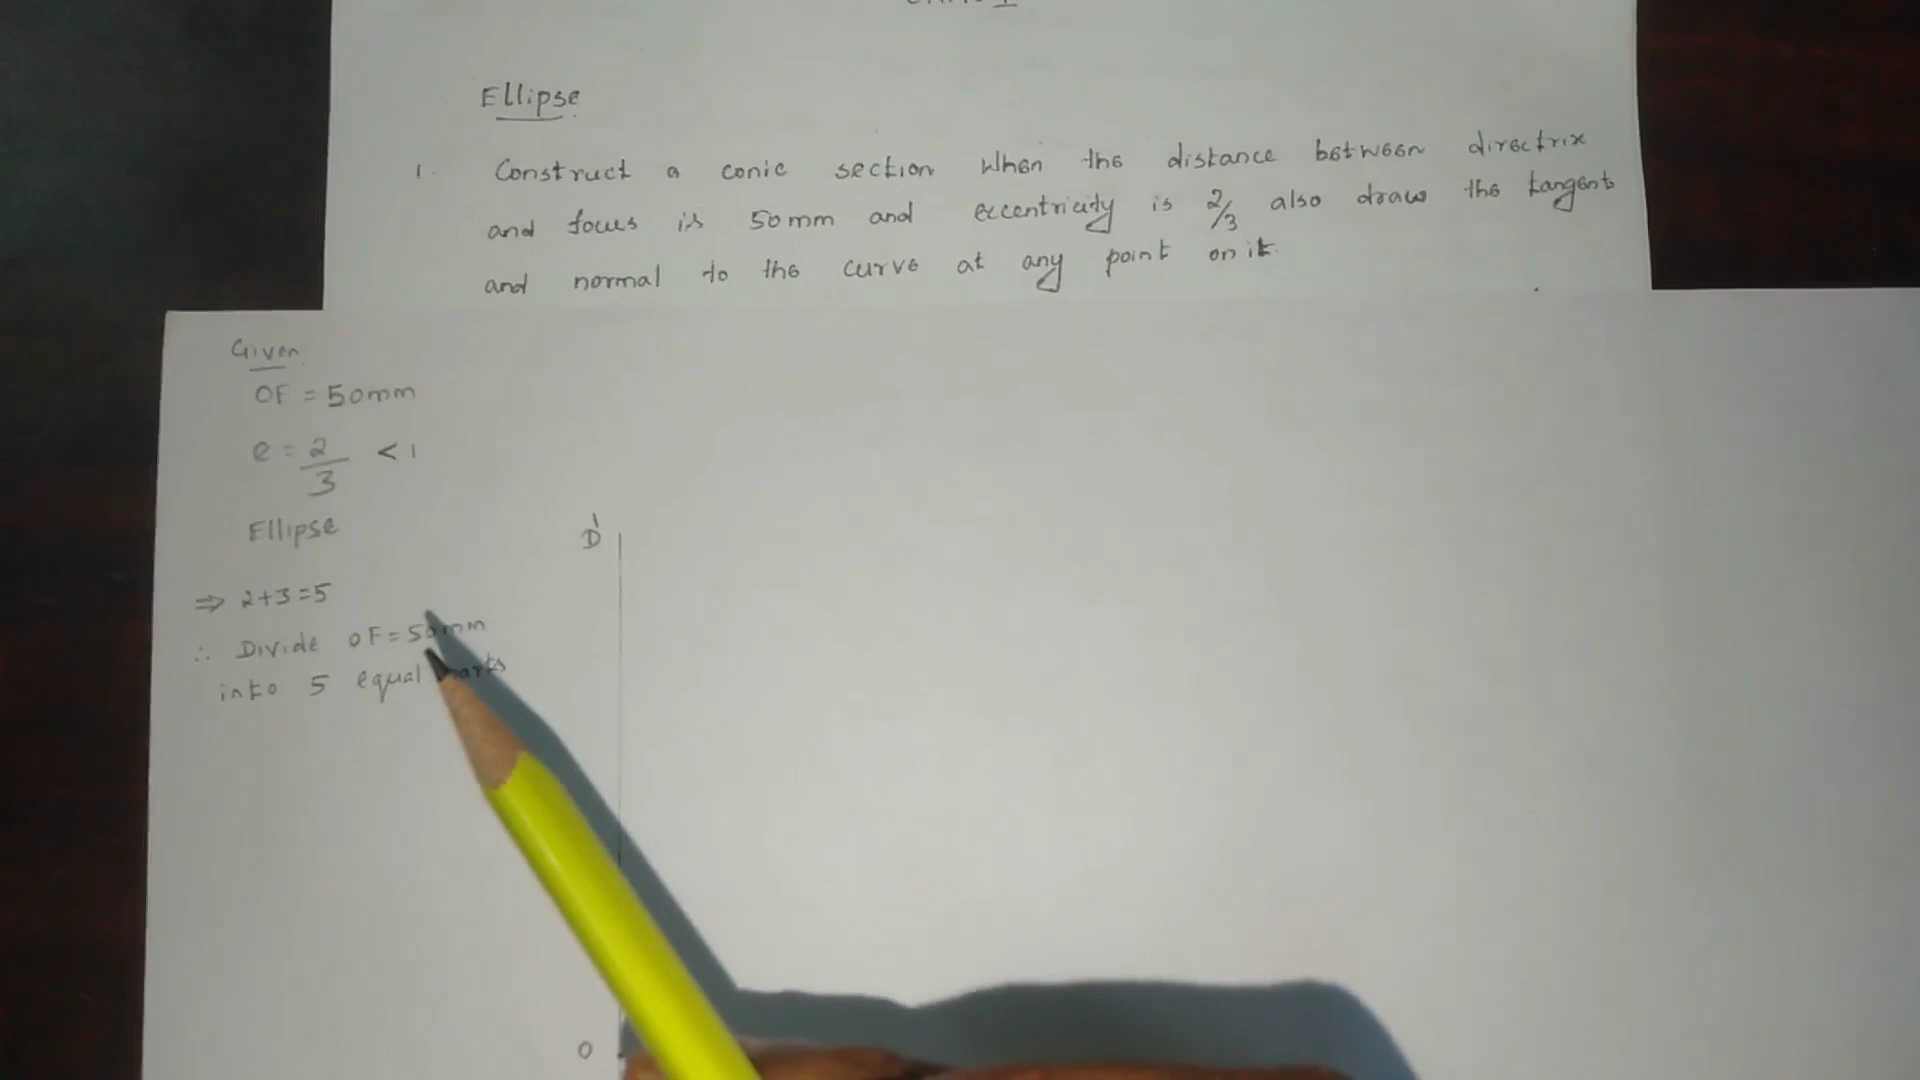 Ellipse
1. Construct a conic section when the distance between directrix
and focus is 50mm and eccentricity is 2/3 also draw the tangent
and normal to the curve at any point on it.
Given
OF = 50mm
e = 2/3 < 1
Ellipse
⇒ 2+3=5
∴ Divide OF=50mm
into 5 equal parts
D'
O